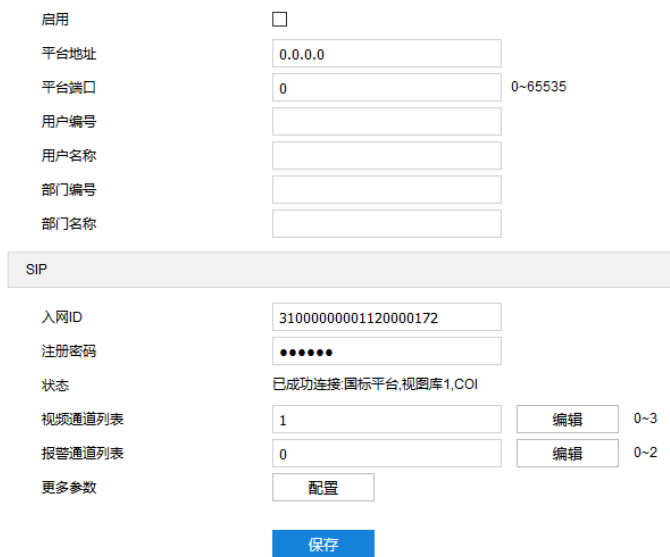 启用
平台地址 0.0.0.0
平台端口 0 0~65535
用户编号
用户名称
部门编号
部门名称
SIP
入网ID 31000000001120000172
注册密码 ●●●●●●
状态 已成功连接:国标平台,视图库1,COI
视频通道列表 1 编辑 0~3
报警通道列表 0 编辑 0~2
更多参数 配置
保存